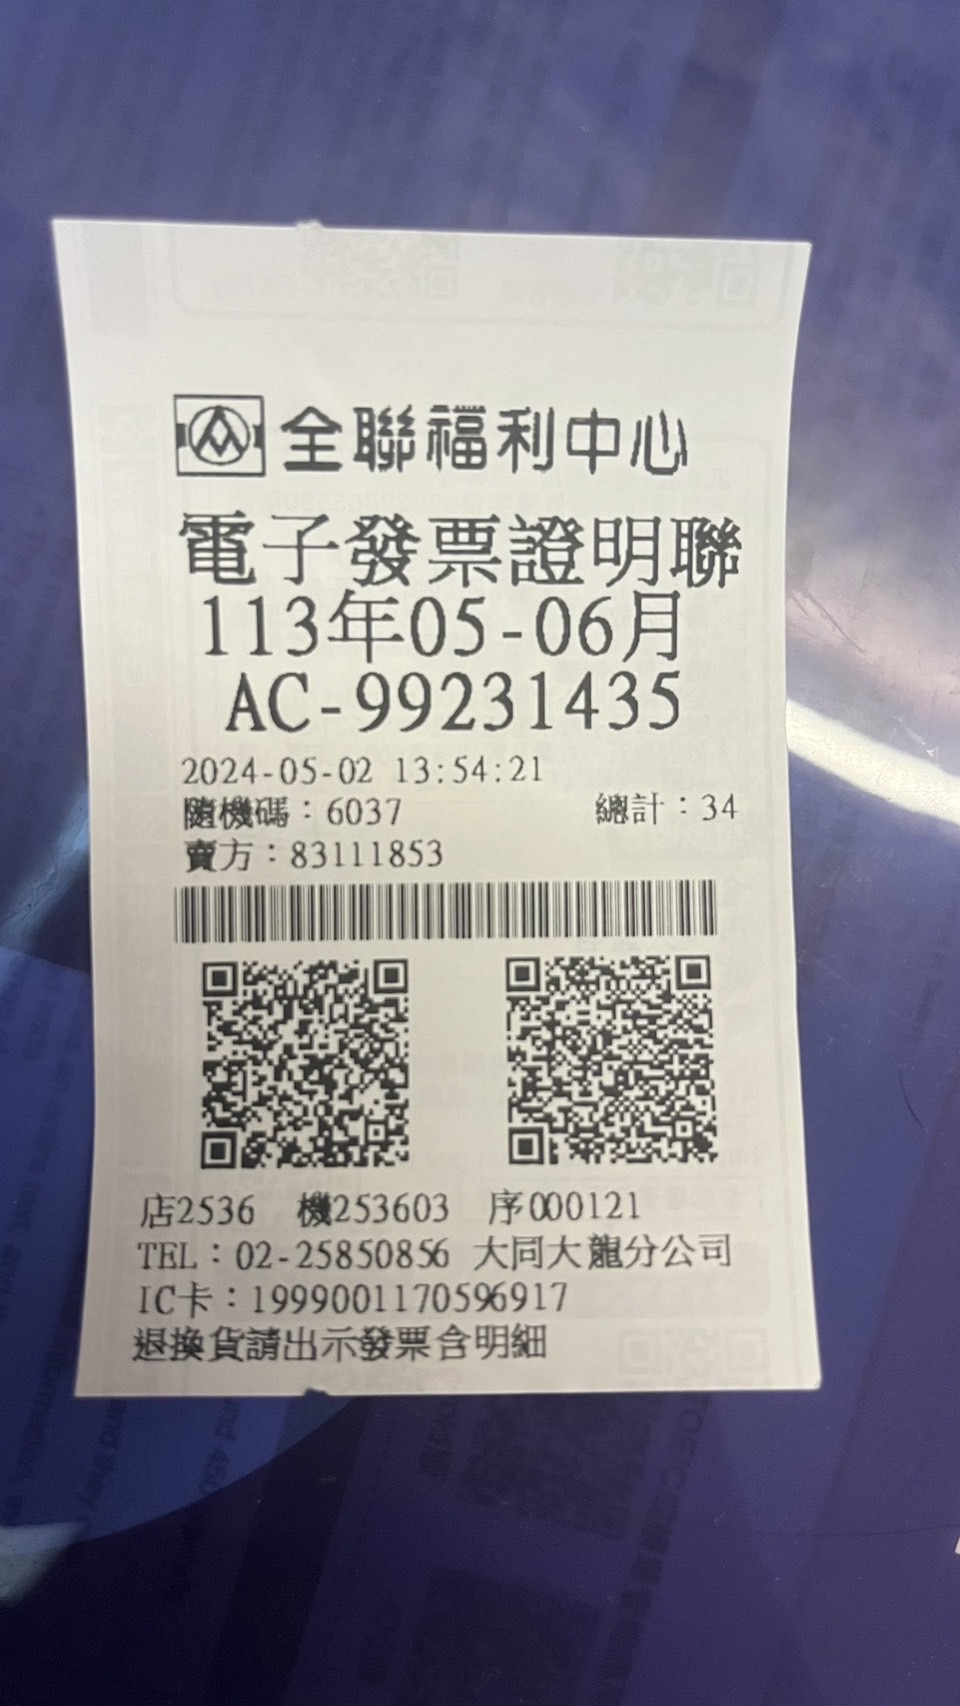 全聯福利中心
電子發票證明聯
113年05-06月
AC-99231435
2024-05-02 13:54:21
隨機碼：6037 總計：34
賣方：83111853
店2536 機253603 序000121
TEL：02-25850856 大同大龍分公司
IC卡：1999001170596917
退換貨請出示發票含明細